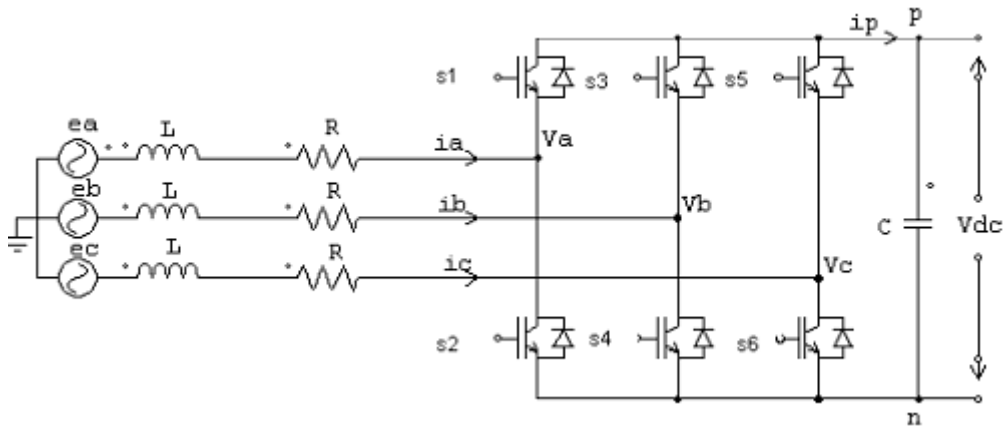 ip p
s1 s3 s5
ea L R ia Va
eb L R ib Vb
C Vdc
ec L R ic Vc
s2 s4 s6
n